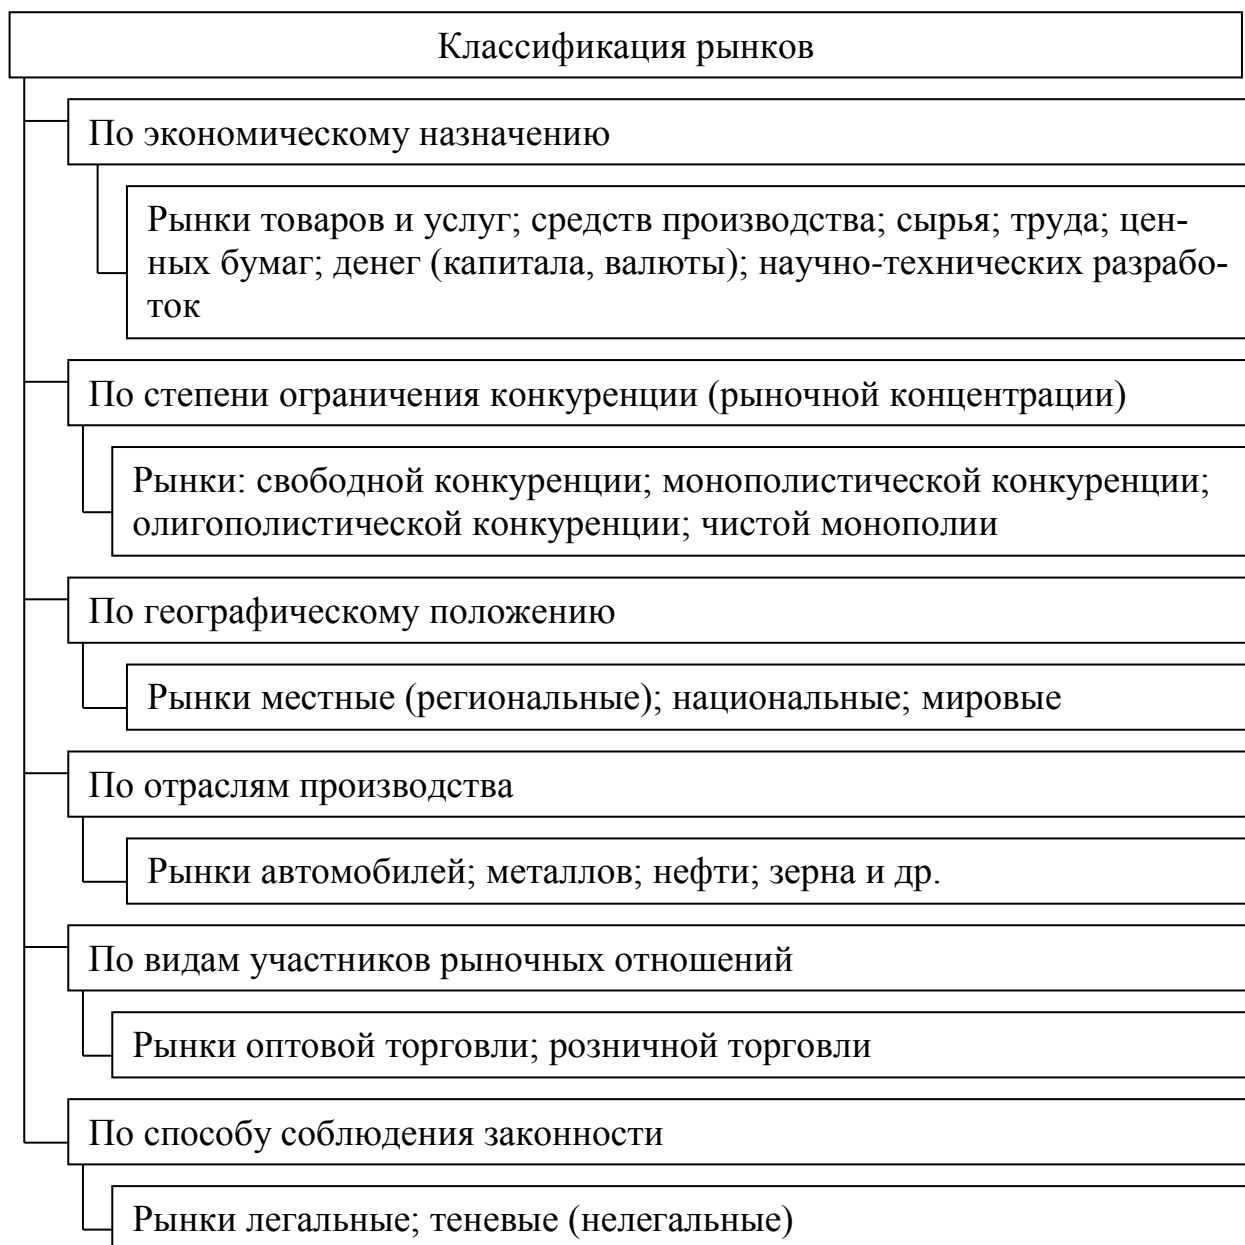 Классификация рынков
По экономическому назначению
Рынки товаров и услуг; средств производства; сырья; труда; цен-
ных бумаг; денег (капитала, валюты); научно-технических разрабо-
ток
По степени ограничения конкуренции (рыночной концентрации)
Рынки: свободной конкуренции; монополистической конкуренции;
олигополистической конкуренции; чистой монополии
По географическому положению
Рынки местные (региональные); национальные; мировые
По отраслям производства
Рынки автомобилей; металлов; нефти; зерна и др.
По видам участников рыночных отношений
Рынки оптовой торговли; розничной торговли
По способу соблюдения законности
Рынки легальные; теневые (нелегальные)